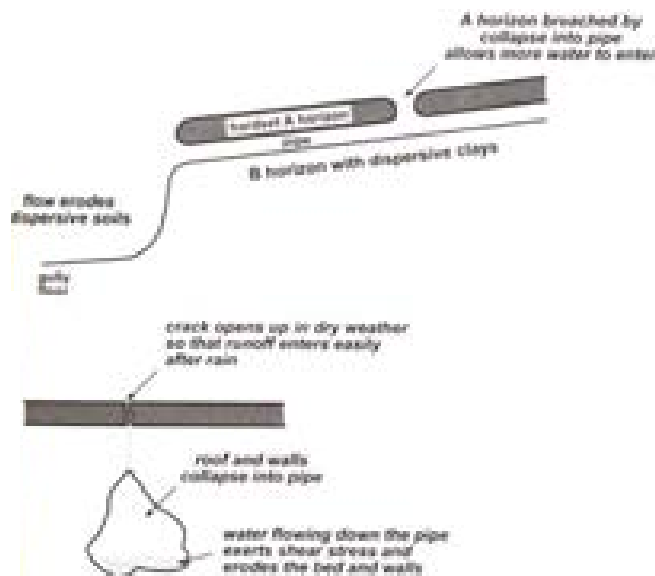 A horizon broached by
collapse into pipe
allows more water to enter
hardset A horizon
pipe
B horizon with dispersive clays
flow erodes
dispersive soils
gully
floor
crack opens up in dry weather
so that runoff enters easily
after rain
roof and walls
collapse into pipe
water flowing down the pipe
exerts shear stress and
erodes the bed and walls